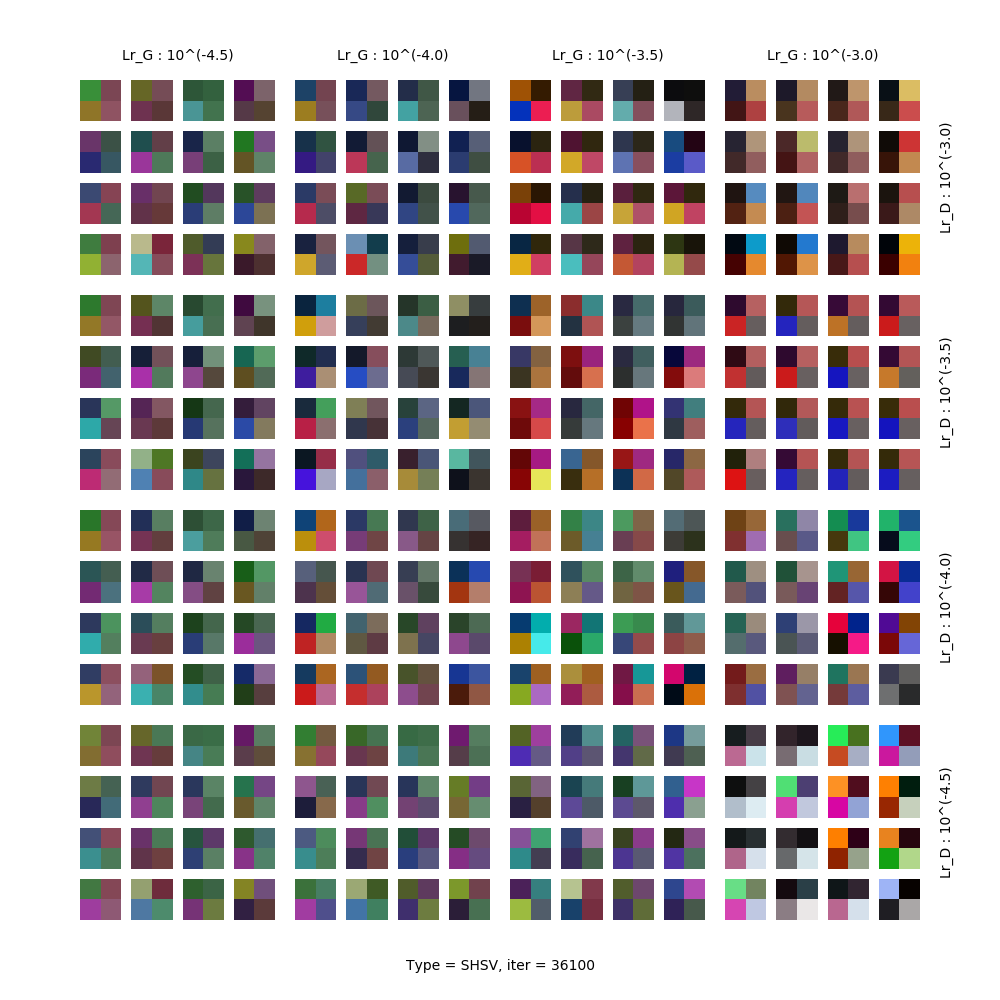 Lr_G : 10^(-4.5)
Lr_G : 10^(-4.0)
Lr_G : 10^(-3.5)
Lr_G : 10^(-3.0)
Lr_D : 10^(-3.0)
Lr_D : 10^(-3.5)
Lr_D : 10^(-4.0)
Lr_D : 10^(-4.5)
Type = SHSV, iter = 36100